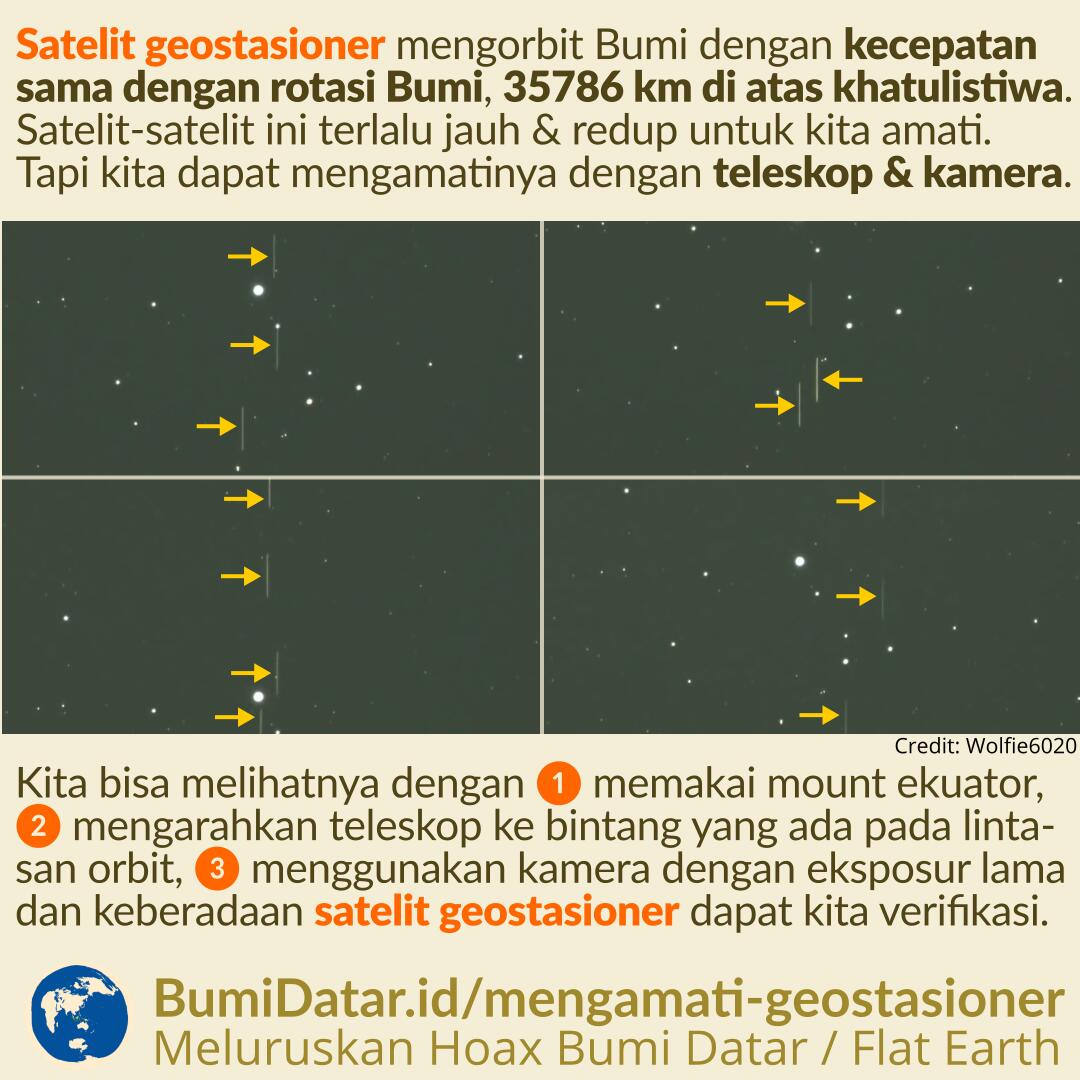 Satelit geostasioner mengorbit Bumi dengan kecepatan
sama dengan rotasi Bumi, 35786 km di atas khatulistiwa.
Satelit-satelit ini terlalu jauh & redup untuk kita amati.
Tapi kita dapat mengamatinya dengan teleskop & kamera.
Credit: Wolfie6020
Kita bisa melihatnya dengan 1 memakai mount ekuator,
2 mengarahkan teleskop ke bintang yang ada pada linta-
san orbit, 3 menggunakan kamera dengan eksposur lama
dan keberadaan satelit geostasioner dapat kita verifikasi.
BumiDatar.id/mengamati-geostasioner
Meluruskan Hoax Bumi Datar / Flat Earth